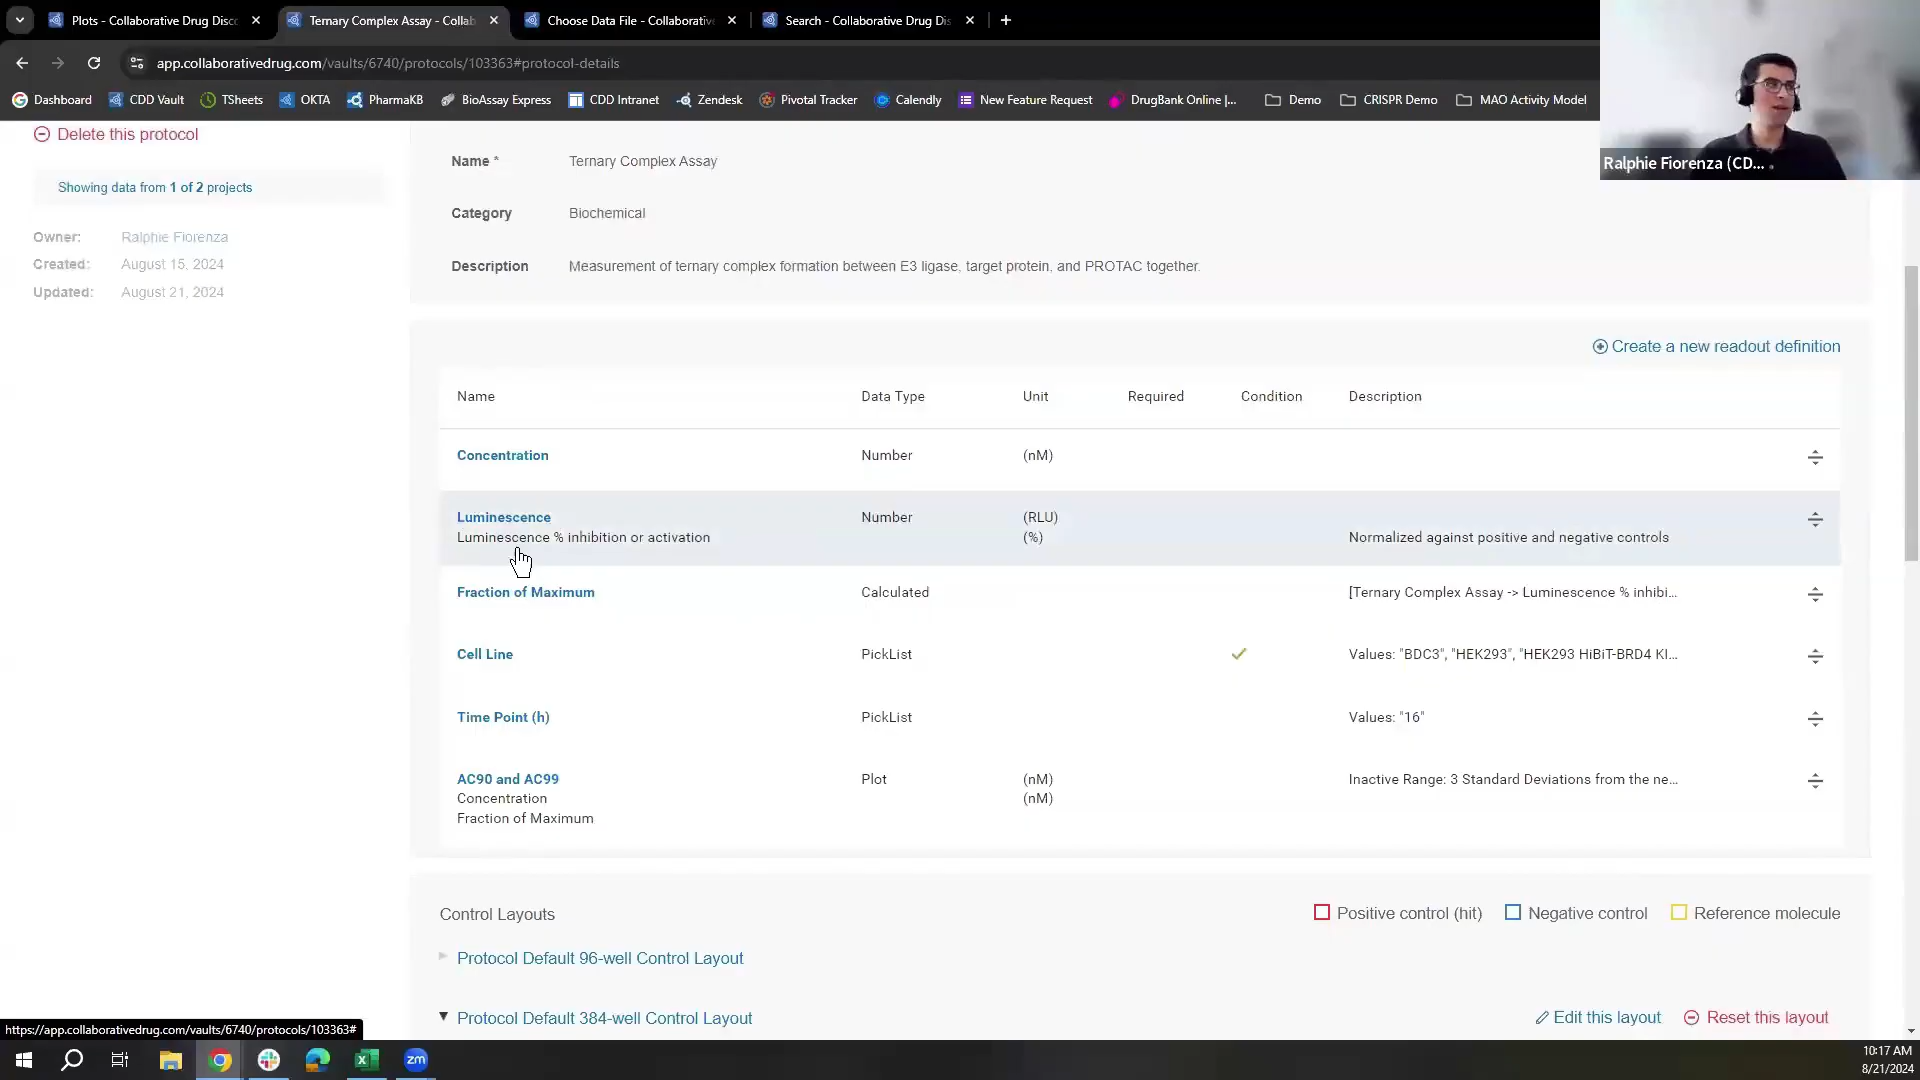 Plots - Collaborative Drug Disc
Ternary Complex Assay - Collab
Choose Data File - Collaborativ
Search - Collaborative Drug Dis
app.collaborativedrug.com/vaults/6740/protocols/103363#protocol-details
Dashboard
CDD Vault
TSheets
OKTA
PharmaKB
BioAssay Express
CDD Intranet
Zendesk
Pivotal Tracker
Calendly
New Feature Request
DrugBank Online |...
Demo
CRISPR Demo
MAO Activity Model
Ralphie Fiorenza (CD...
Delete this protocol
Showing data from 1 of 2 projects
Owner: Ralphie Fiorenza
Created: August 15, 2024
Updated: August 21, 2024
Name * Ternary Complex Assay
Category Biochemical
Description Measurement of ternary complex formation between E3 ligase, target protein, and PROTAC together.
Create a new readout definition
Name Data Type Unit Required Condition Description
Concentration Number (nM)
Luminescence Number (RLU)
Luminescence % inhibition or activation (%) Normalized against positive and negative controls
Fraction of Maximum Calculated [Ternary Complex Assay -> Luminescence % inhibi...
Cell Line PickList Values: "BDC3", "HEK293", "HEK293 HiBiT-BRD4 KI...
Time Point (h) PickList Values: "16"
AC90 and AC99 Plot (nM) Inactive Range: 3 Standard Deviations from the ne...
Concentration (nM)
Fraction of Maximum
Control Layouts
Positive control (hit) Negative control Reference molecule
Protocol Default 96-well Control Layout
Protocol Default 384-well Control Layout
Edit this layout Reset this layout
https://app.collaborativedrug.com/vaults/6740/protocols/103363#
zm
10:17 AM
8/21/2024